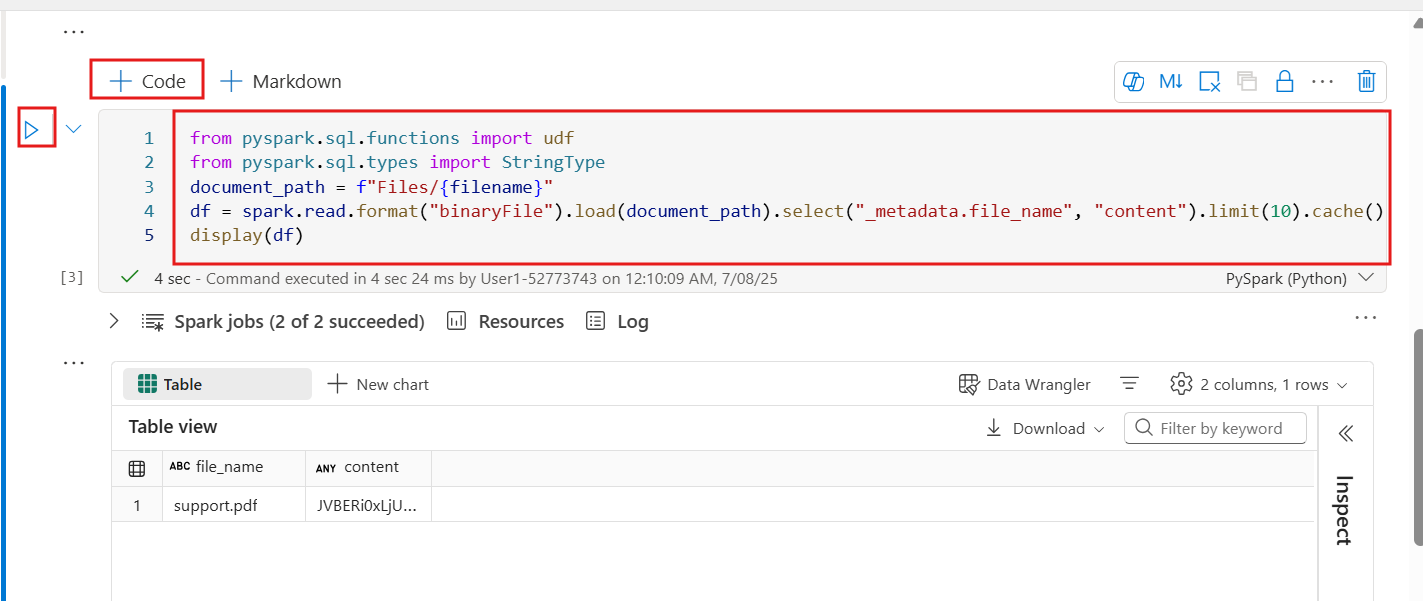 ...
+ Code + Markdown M↓ ...
1 from pyspark.sql.functions import udf
2 from pyspark.sql.types import StringType
3 document_path = f"Files/{filename}"
4 df = spark.read.format("binaryFile").load(document_path).select("_metadata.file_name", "content").limit(10).cache()
5 display(df)
[3] 4 sec - Command executed in 4 sec 24 ms by User1-52773743 on 12:10:09 AM, 7/08/25 PySpark (Python)
Spark jobs (2 of 2 succeeded) Resources Log ...
...
Table + New chart Data Wrangler 2 columns, 1 rows
Table view Download Filter by keyword
ABC file_name ANY content
1 support.pdf JVBERi0xLjU...
Inspect